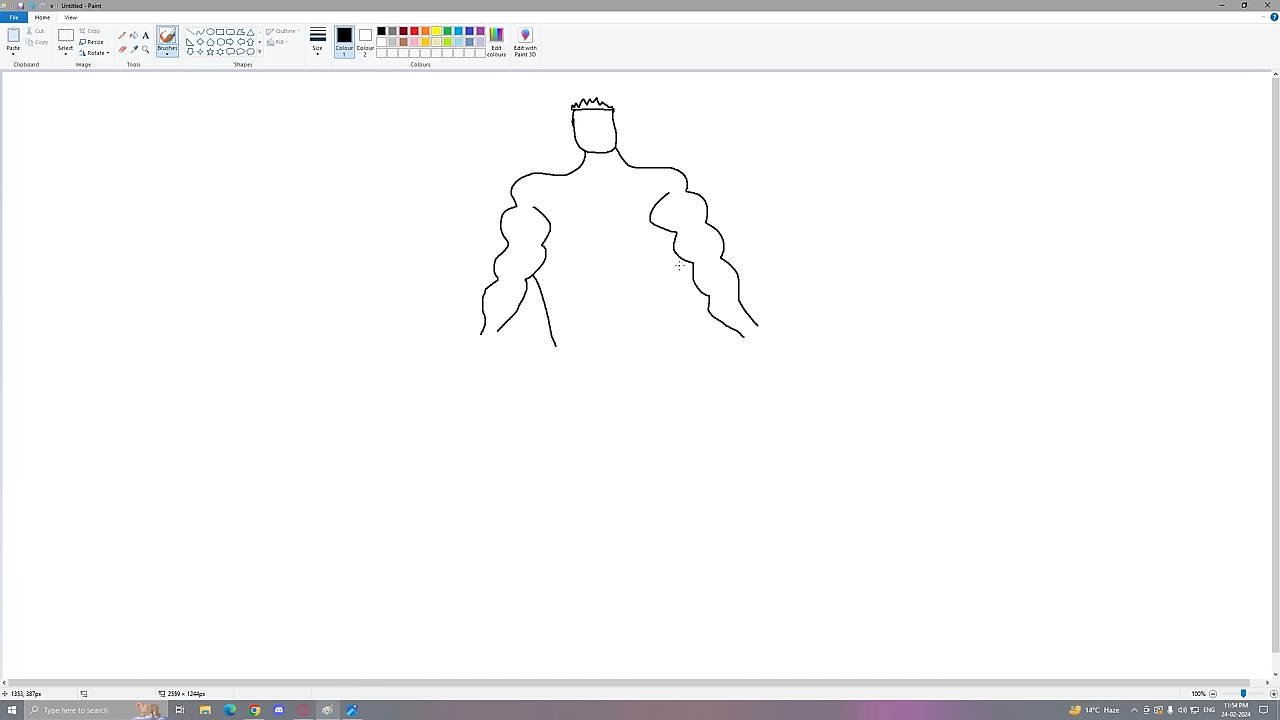 Untitled - Paint
File Home View
Paste
Cut
Copy
Clipboard
Select
Crop
Resize
Rotate
Image
Tools
Brushes
Shapes
Outline
Fill
Size
Colour 1
Colour 2
Colours
Edit colours
Edit with Paint 3D
1353, 387px
2559 × 1244px
100%
Type here to search
14°C Haze
ENG
11:54 PM
24-02-2024